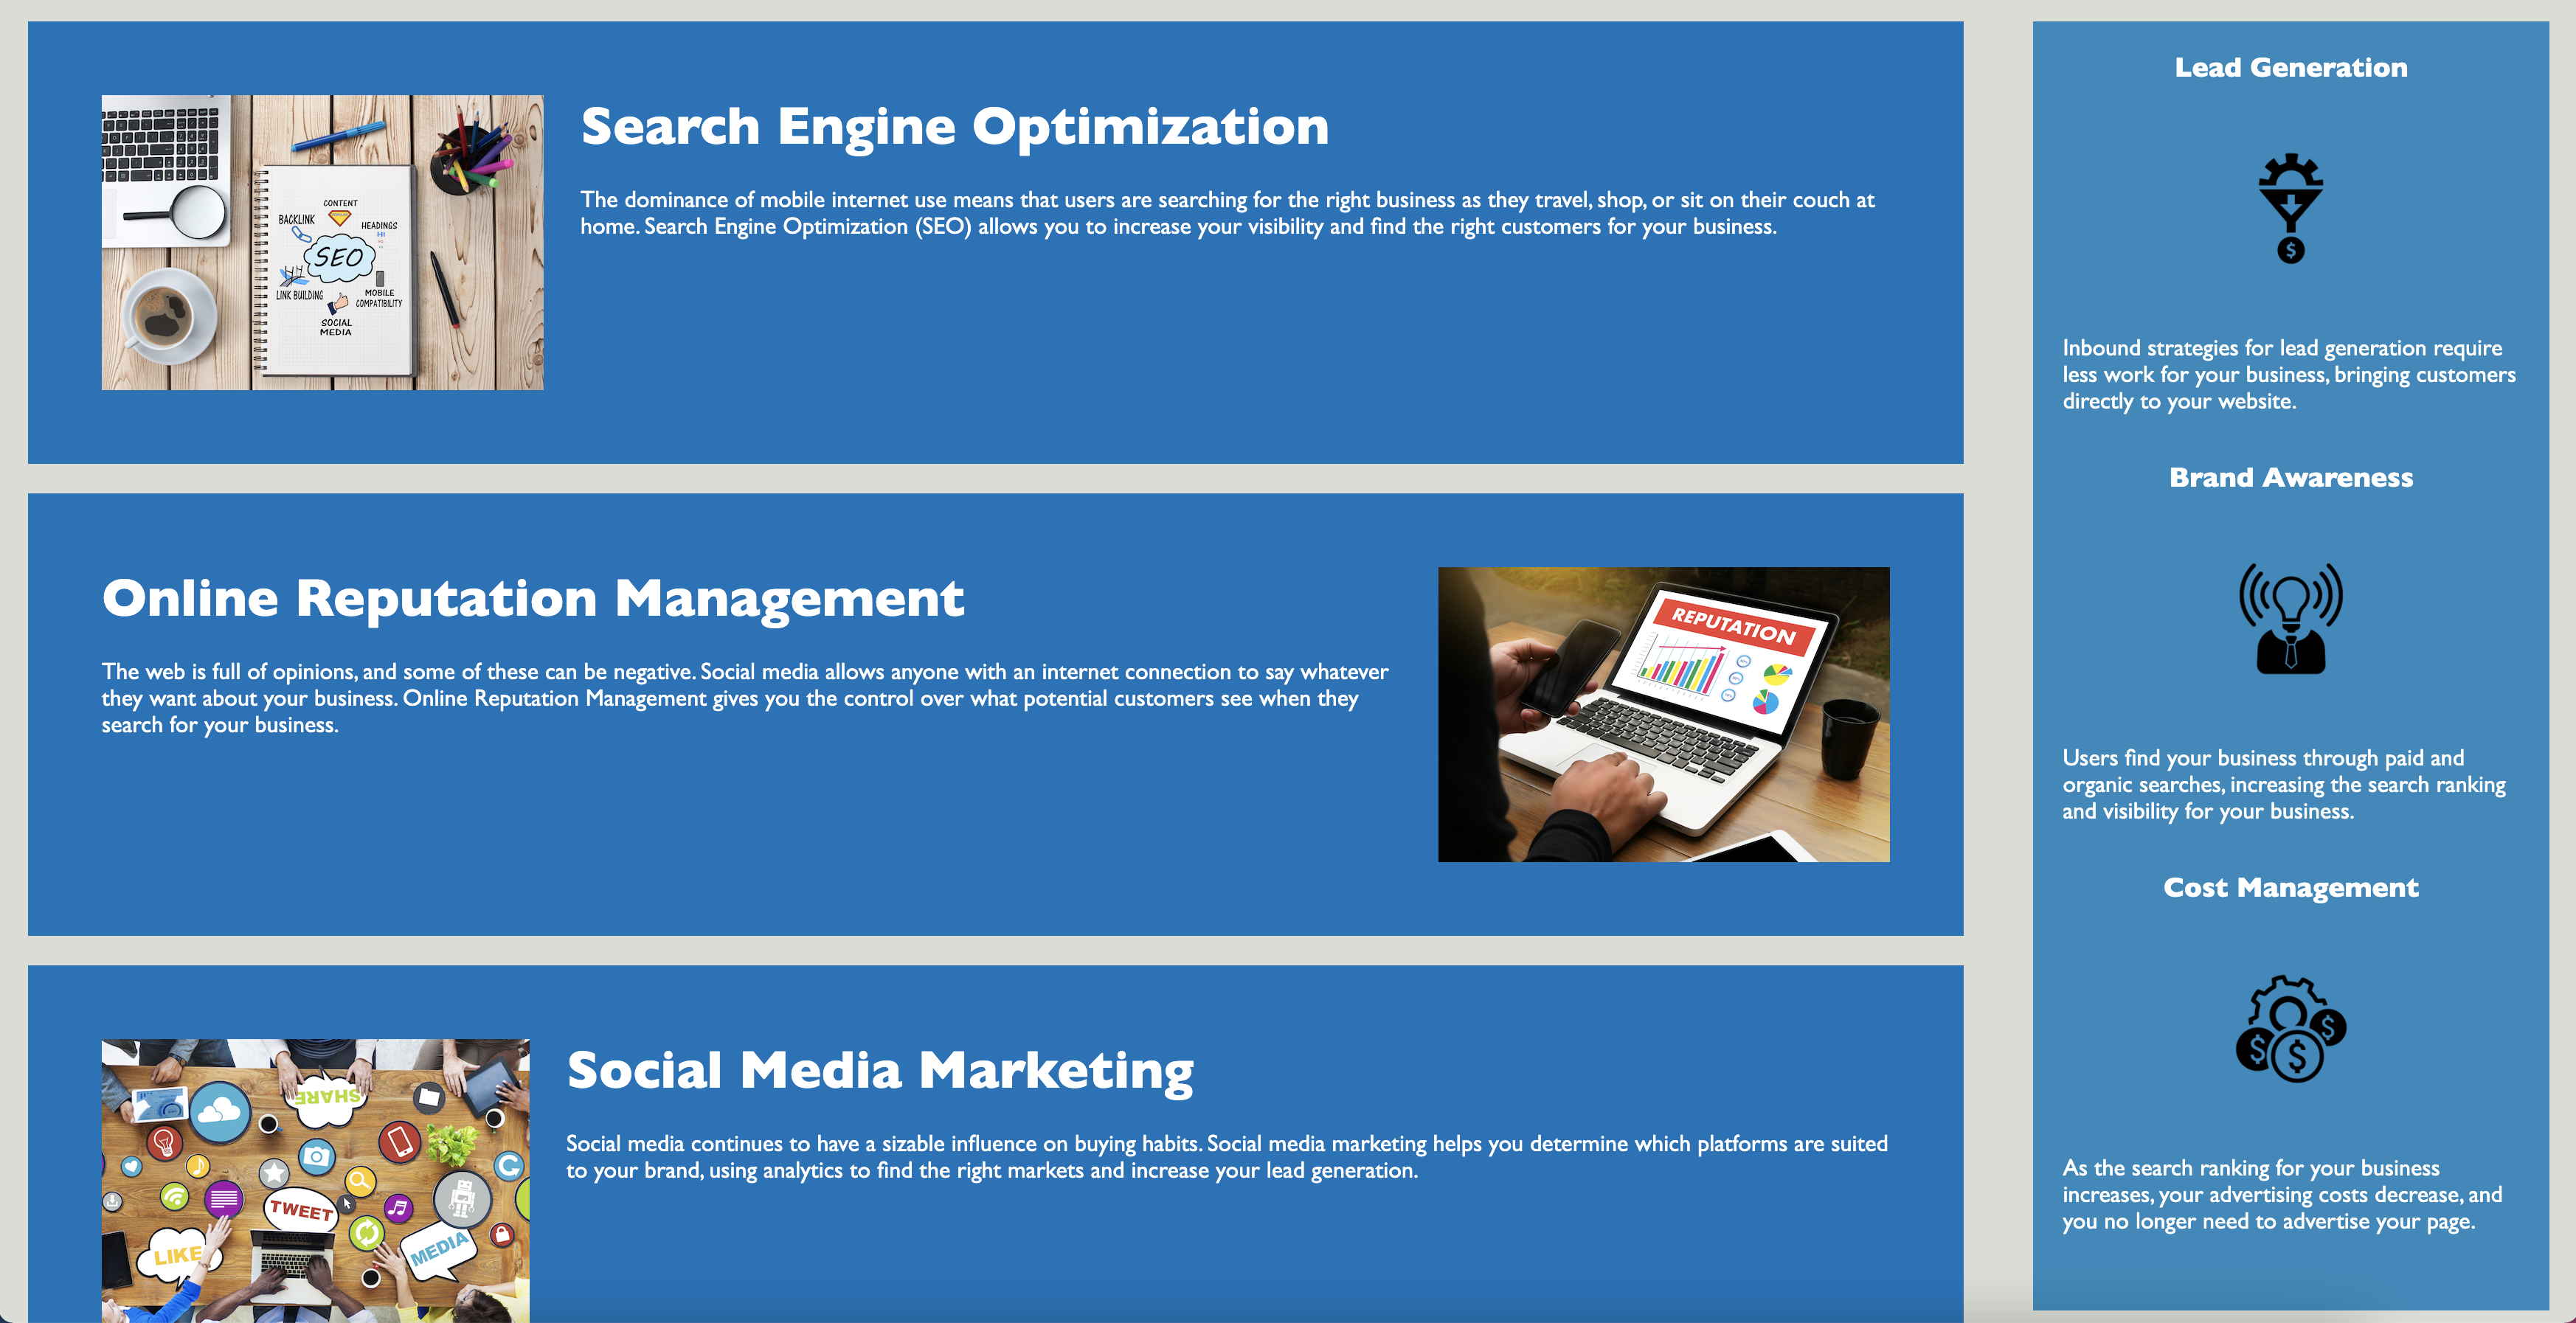 Search Engine Optimization
The dominance of mobile internet use means that users are searching for the right business as they travel, shop, or sit on their couch at
home. Search Engine Optimization (SEO) allows you to increase your visibility and find the right customers for your business.
CONTENT
BACKLINK
HEADINGS
H1
SEO
LINK BUILDING
MOBILE
COMPATIBILITY
SOCIAL
MEDIA
Online Reputation Management
The web is full of opinions, and some of these can be negative. Social media allows anyone with an internet connection to say whatever
they want about your business. Online Reputation Management gives you the control over what potential customers see when they
search for your business.
REPUTATION
Social Media Marketing
Social media continues to have a sizable influence on buying habits. Social media marketing helps you determine which platforms are suited
to your brand, using analytics to find the right markets and increase your lead generation.
SHARE
TWEET
LIKE
MEDIA
Lead Generation
$
Inbound strategies for lead generation require
less work for your business, bringing customers
directly to your website.
Brand Awareness
Users find your business through paid and
organic searches, increasing the search ranking
and visibility for your business.
Cost Management
$
$
$
As the search ranking for your business
increases, your advertising costs decrease, and
you no longer need to advertise your page.